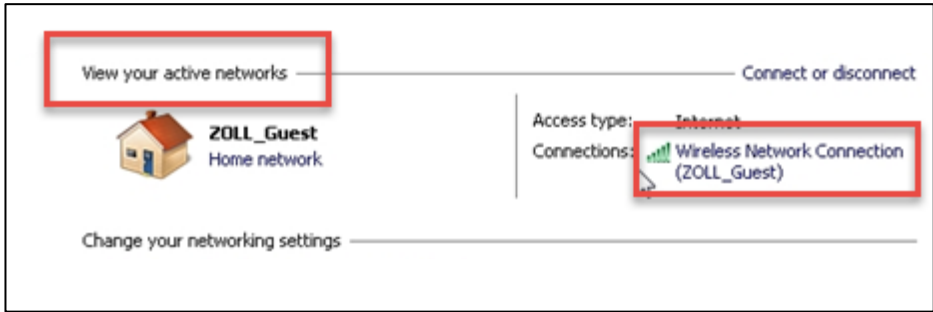 View your active networks
Connect or disconnect
ZOLL_Guest
Home network
Access type: Internet
Connections: Wireless Network Connection
(ZOLL_Guest)
Change your networking settings